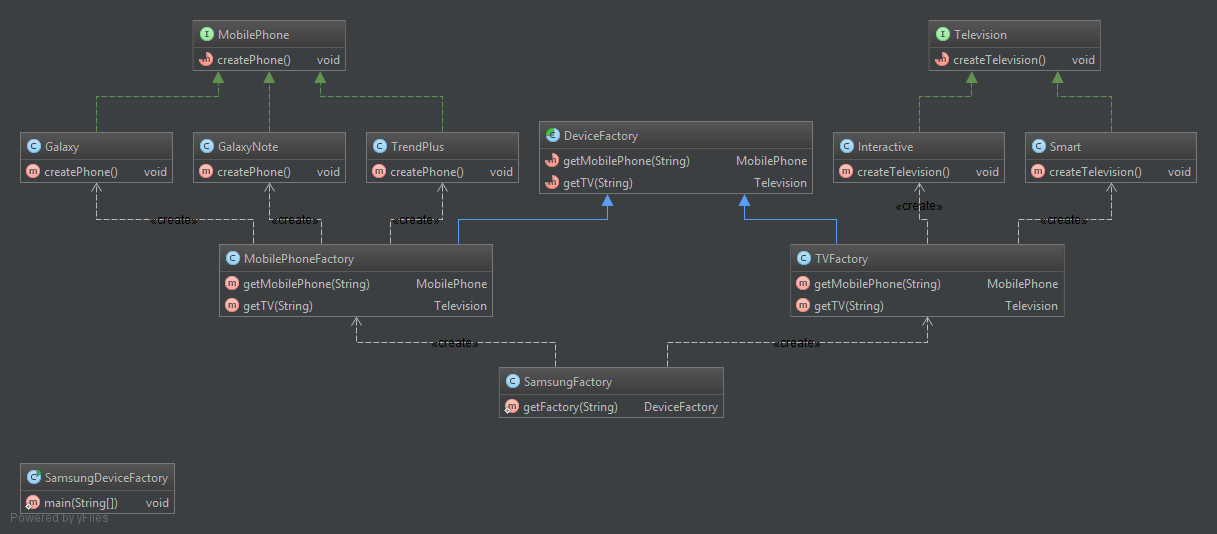 MobilePhone
createPhone() void
Television
createTelevision() void
Galaxy
createPhone() void
GalaxyNote
createPhone() void
TrendPlus
createPhone() void
DeviceFactory
getMobilePhone(String) MobilePhone
getTV(String) Television
Interactive
createTelevision() void
Smart
createTelevision() void
«create»
«create»
«create»
«create»
«create»
MobilePhoneFactory
getMobilePhone(String) MobilePhone
getTV(String) Television
TVFactory
getMobilePhone(String) MobilePhone
getTV(String) Television
«create»
«create»
SamsungFactory
getFactory(String) DeviceFactory
SamsungDeviceFactory
main(String[]) void
Powered by yFiles